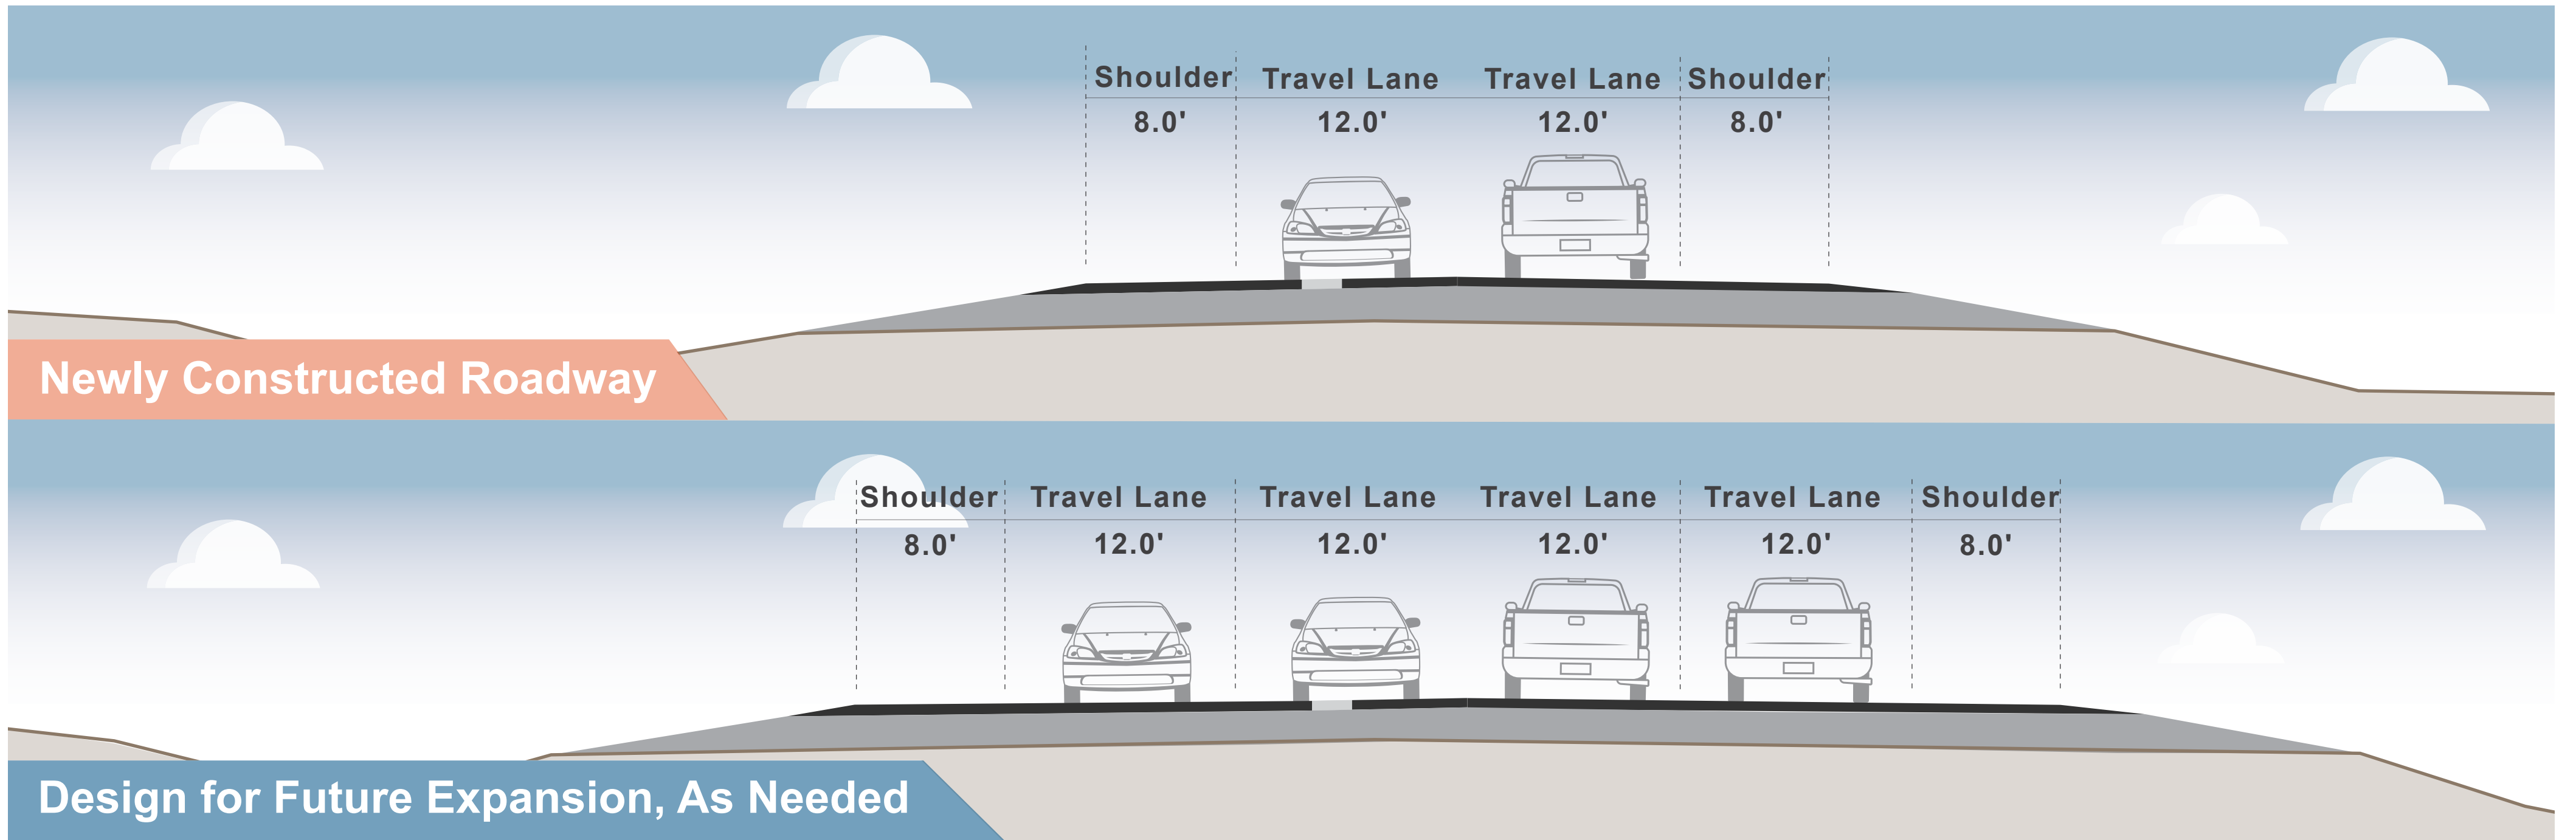 Shoulder Travel Lane Travel Lane Shoulder
8.0' 12.0' 12.0' 8.0'
Newly Constructed Roadway
Shoulder Travel Lane Travel Lane Travel Lane Travel Lane Shoulder
8.0' 12.0' 12.0' 12.0' 12.0' 8.0'
Design for Future Expansion, As Needed